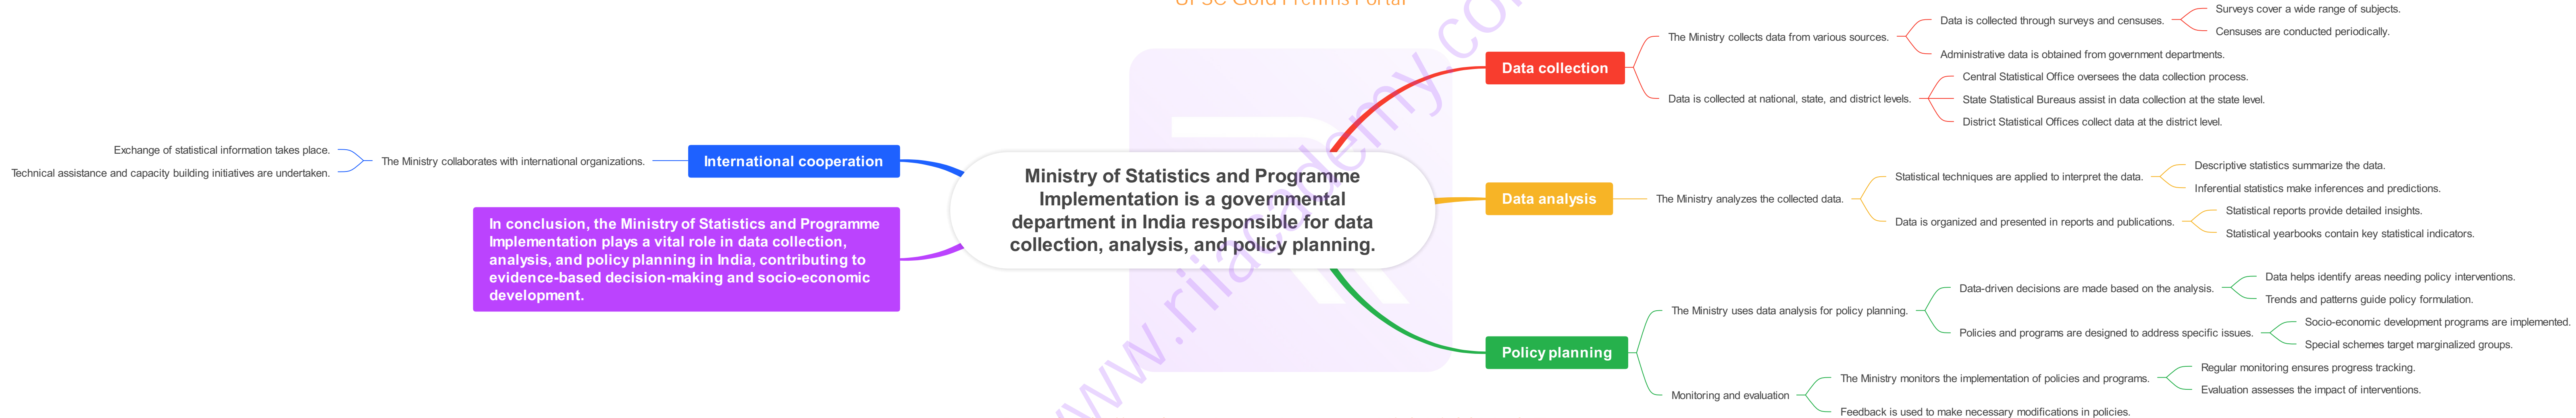 UPSC Gold Prelims Portal
Ministry of Statistics and Programme
Implementation is a governmental
department in India responsible for data
collection, analysis, and policy planning.
Data collection
The Ministry collects data from various sources.
Data is collected through surveys and censuses.
Surveys cover a wide range of subjects.
Censuses are conducted periodically.
Administrative data is obtained from government departments.
Data is collected at national, state, and district levels.
Central Statistical Office oversees the data collection process.
State Statistical Bureaus assist in data collection at the state level.
District Statistical Offices collect data at the district level.
Data analysis
The Ministry analyzes the collected data.
Statistical techniques are applied to interpret the data.
Descriptive statistics summarize the data.
Inferential statistics make inferences and predictions.
Data is organized and presented in reports and publications.
Statistical reports provide detailed insights.
Statistical yearbooks contain key statistical indicators.
Policy planning
The Ministry uses data analysis for policy planning.
Data-driven decisions are made based on the analysis.
Data helps identify areas needing policy interventions.
Trends and patterns guide policy formulation.
Policies and programs are designed to address specific issues.
Socio-economic development programs are implemented.
Special schemes target marginalized groups.
Monitoring and evaluation
The Ministry monitors the implementation of policies and programs.
Regular monitoring ensures progress tracking.
Evaluation assesses the impact of interventions.
Feedback is used to make necessary modifications in policies.
International cooperation
The Ministry collaborates with international organizations.
Exchange of statistical information takes place.
Technical assistance and capacity building initiatives are undertaken.
In conclusion, the Ministry of Statistics and Programme
Implementation plays a vital role in data collection,
analysis, and policy planning in India, contributing to
evidence-based decision-making and socio-economic
development.